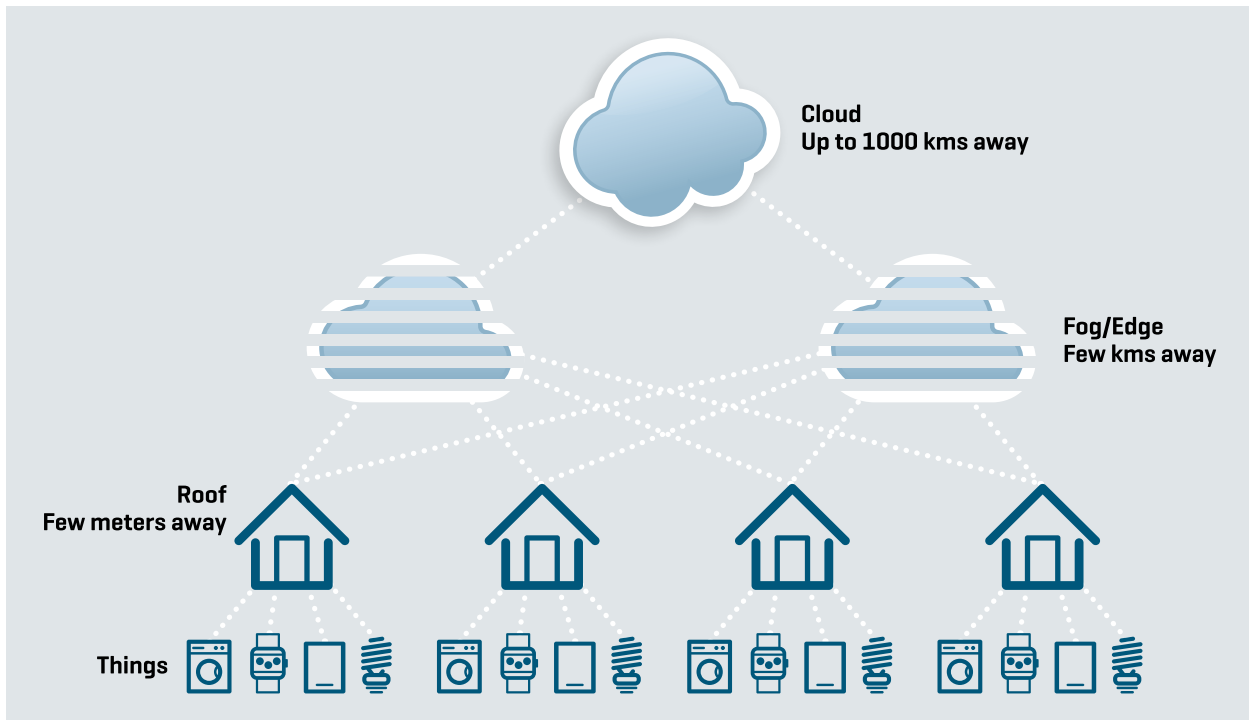 Cloud
Up to 1000 kms away
Fog/Edge
Few kms away
Roof
Few meters away
Things